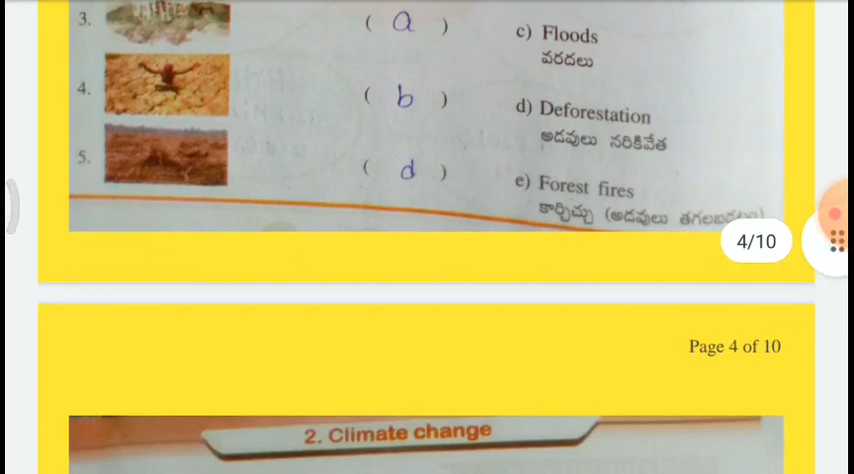 3. ( a ) c) Floods
వరదలు
4. ( b ) d) Deforestation
అడవులు నరికివేత
5. ( d ) e) Forest fires
కార్చిచ్చు (అడవులు
4/10
Page 4 of 10
2. Climate change